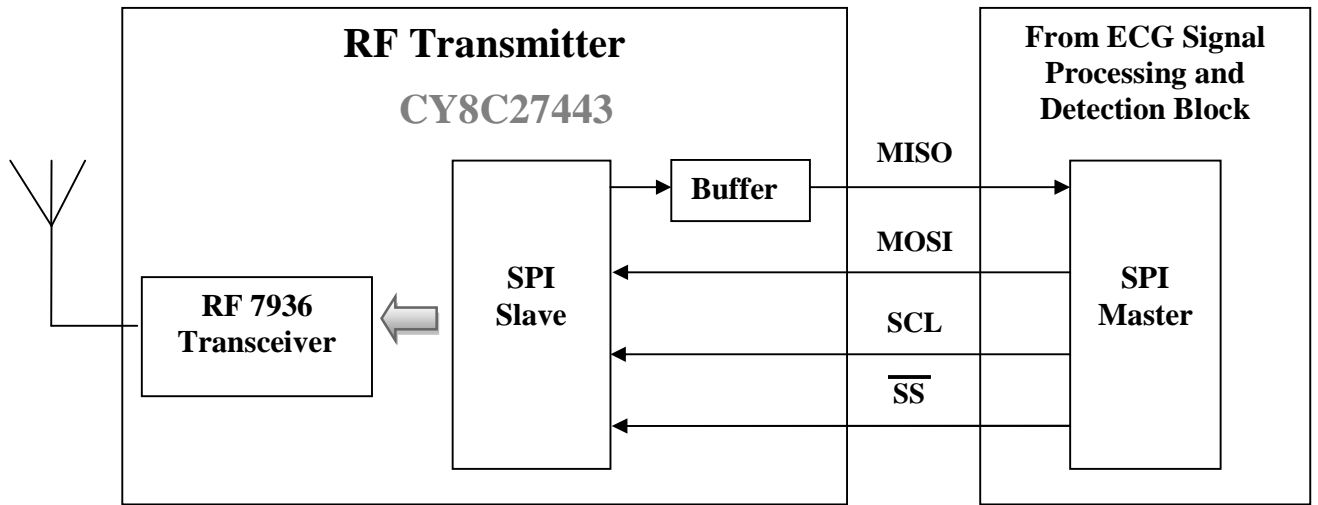 RF Transmitter
CY8C27443
From ECG Signal
Processing and
Detection Block
MISO
Buffer
MOSI
SPI
Slave
SPI
Master
RF 7936
Transceiver
SCL
SS